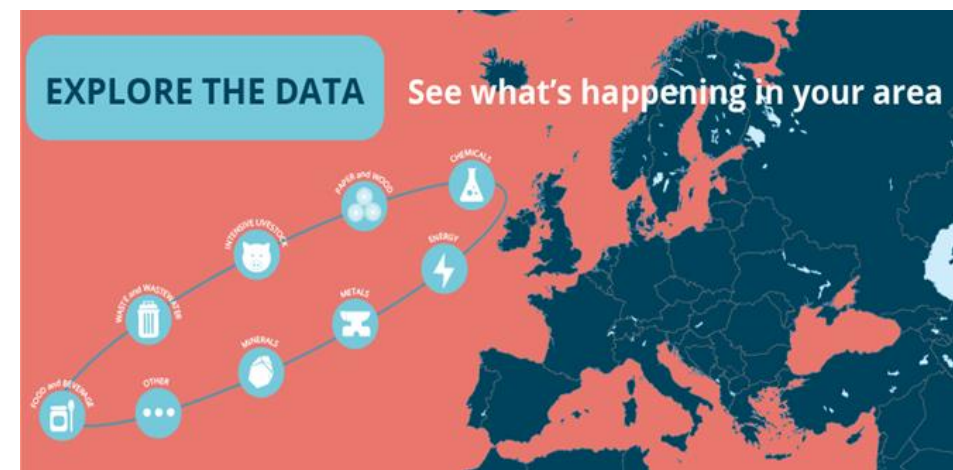 EXPLORE THE DATA
See what's happening in your area
CHEMICALS
PAPER and WOOD
ENERGY
INTENSIVE LIVESTOCK
METALS
WASTE and WASTEWATER
MINERALS
OTHER
FOOD and BEVERAGE